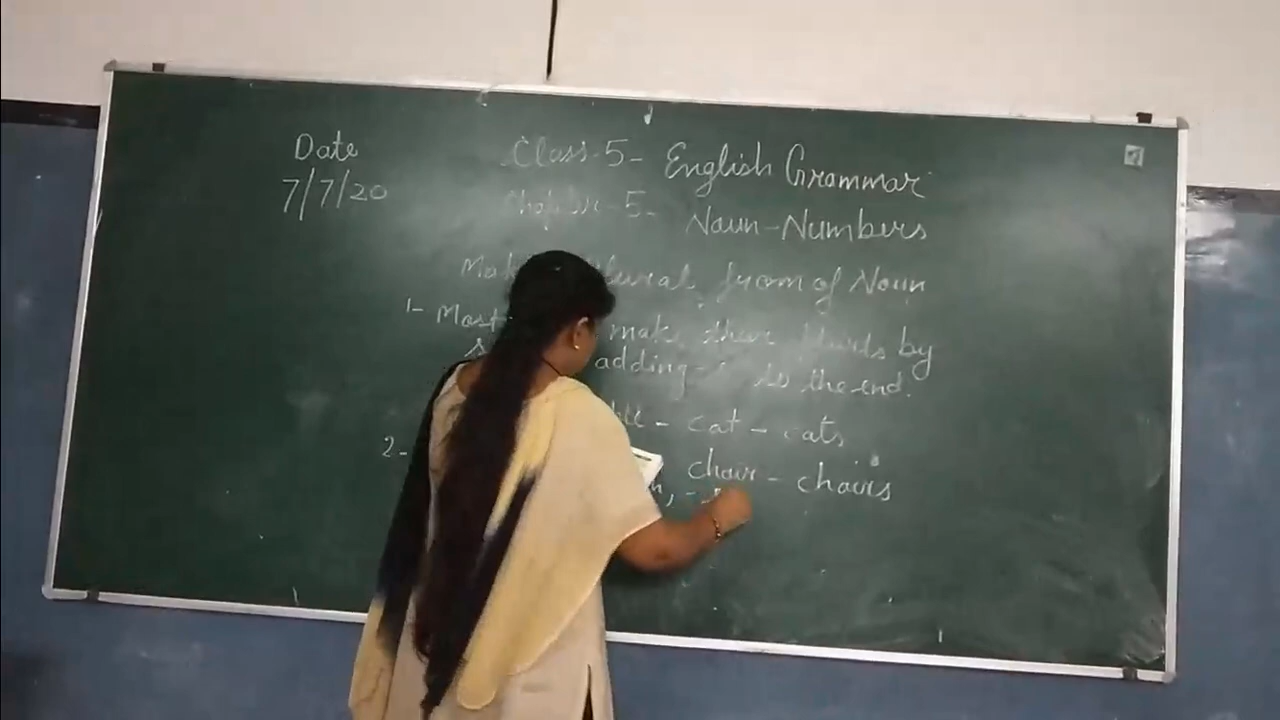 Date
7/7/20
Class-5- English Grammar
Chapter-5- Noun-Numbers
Plural from of Noun
1- Most make their plurals by
adding-s to the end.
- cat - cats
chair - chairs
2-